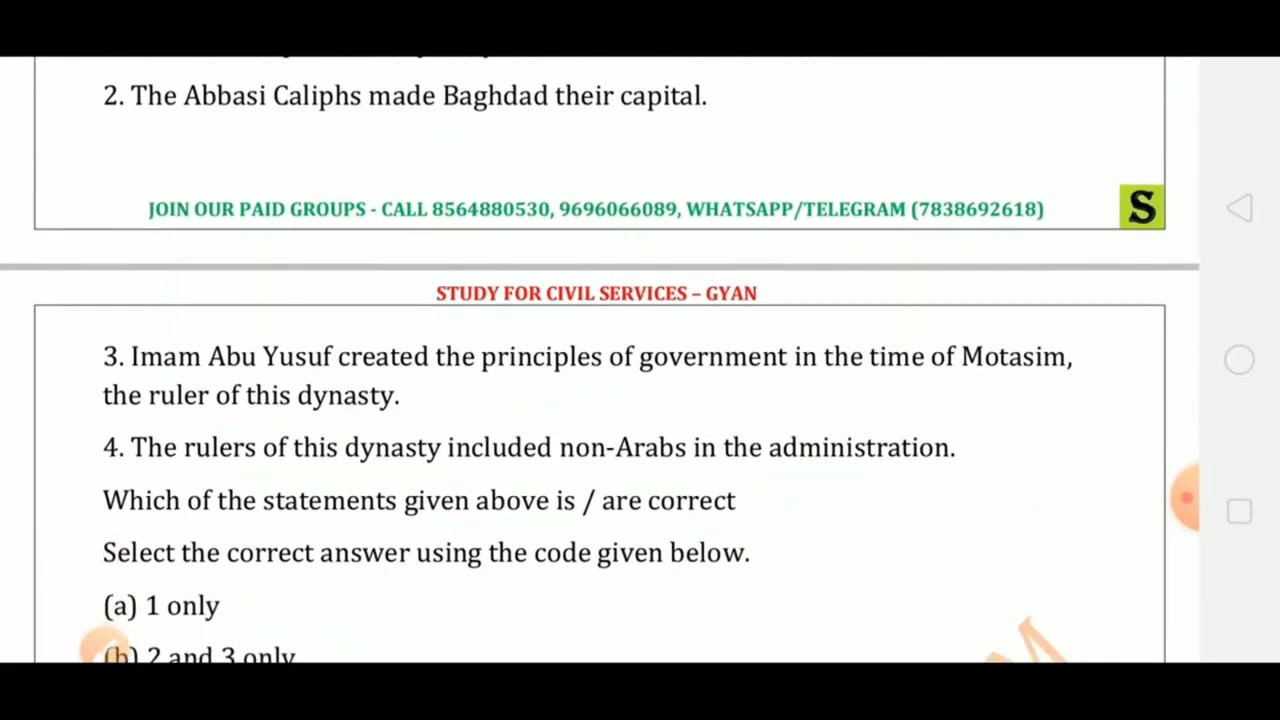 2. The Abbasi Caliphs made Baghdad their capital.
JOIN OUR PAID GROUPS - CALL 8564880530, 9696066089, WHATSAPP/TELEGRAM (7838692618)
S
STUDY FOR CIVIL SERVICES – GYAN
3. Imam Abu Yusuf created the principles of government in the time of Motasim,
the ruler of this dynasty.
4. The rulers of this dynasty included non-Arabs in the administration.
Which of the statements given above is / are correct
Select the correct answer using the code given below.
(a) 1 only
(b) 2 and 3 only
M